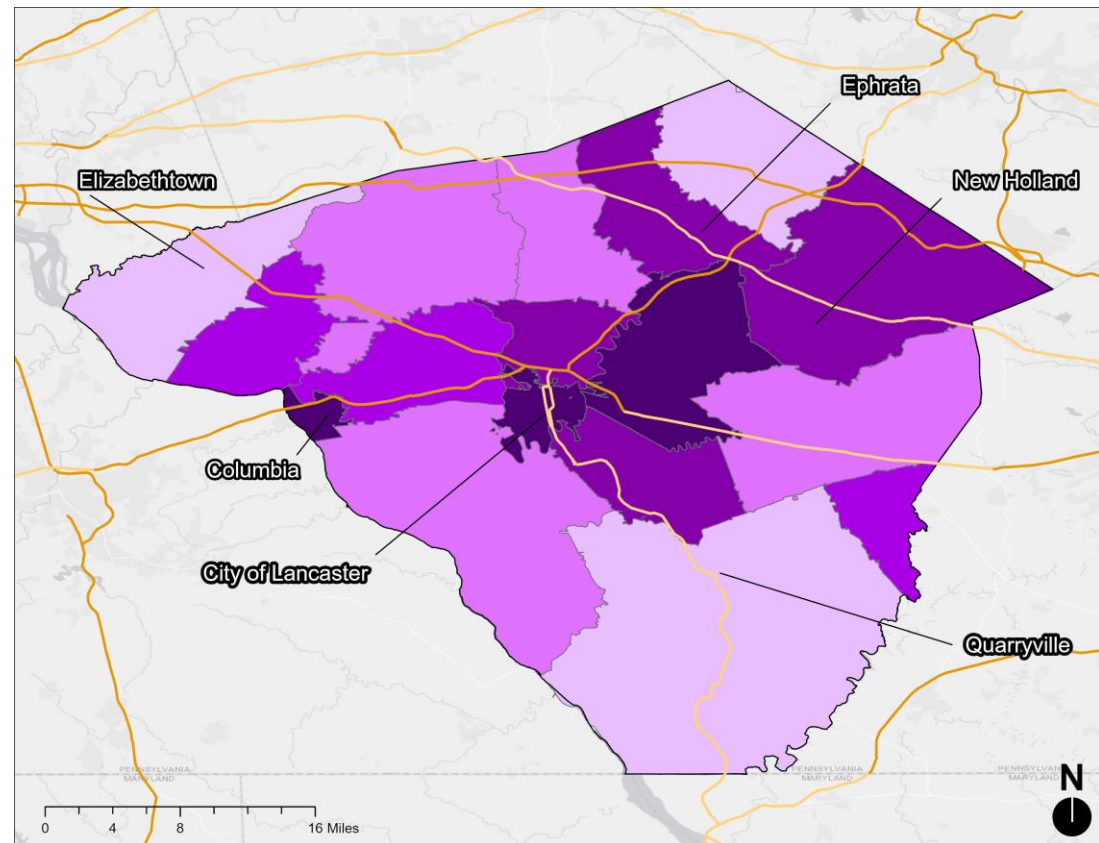 Ephrata
Elizabethtown
New Holland
Columbia
City of Lancaster
Quarryville
PENNSYLVANIA
MARYLAND
PENNSYLVANIA
MARYLAND
PENNSYLVANIA
MARYLAND
N
0 4 8 16 Miles